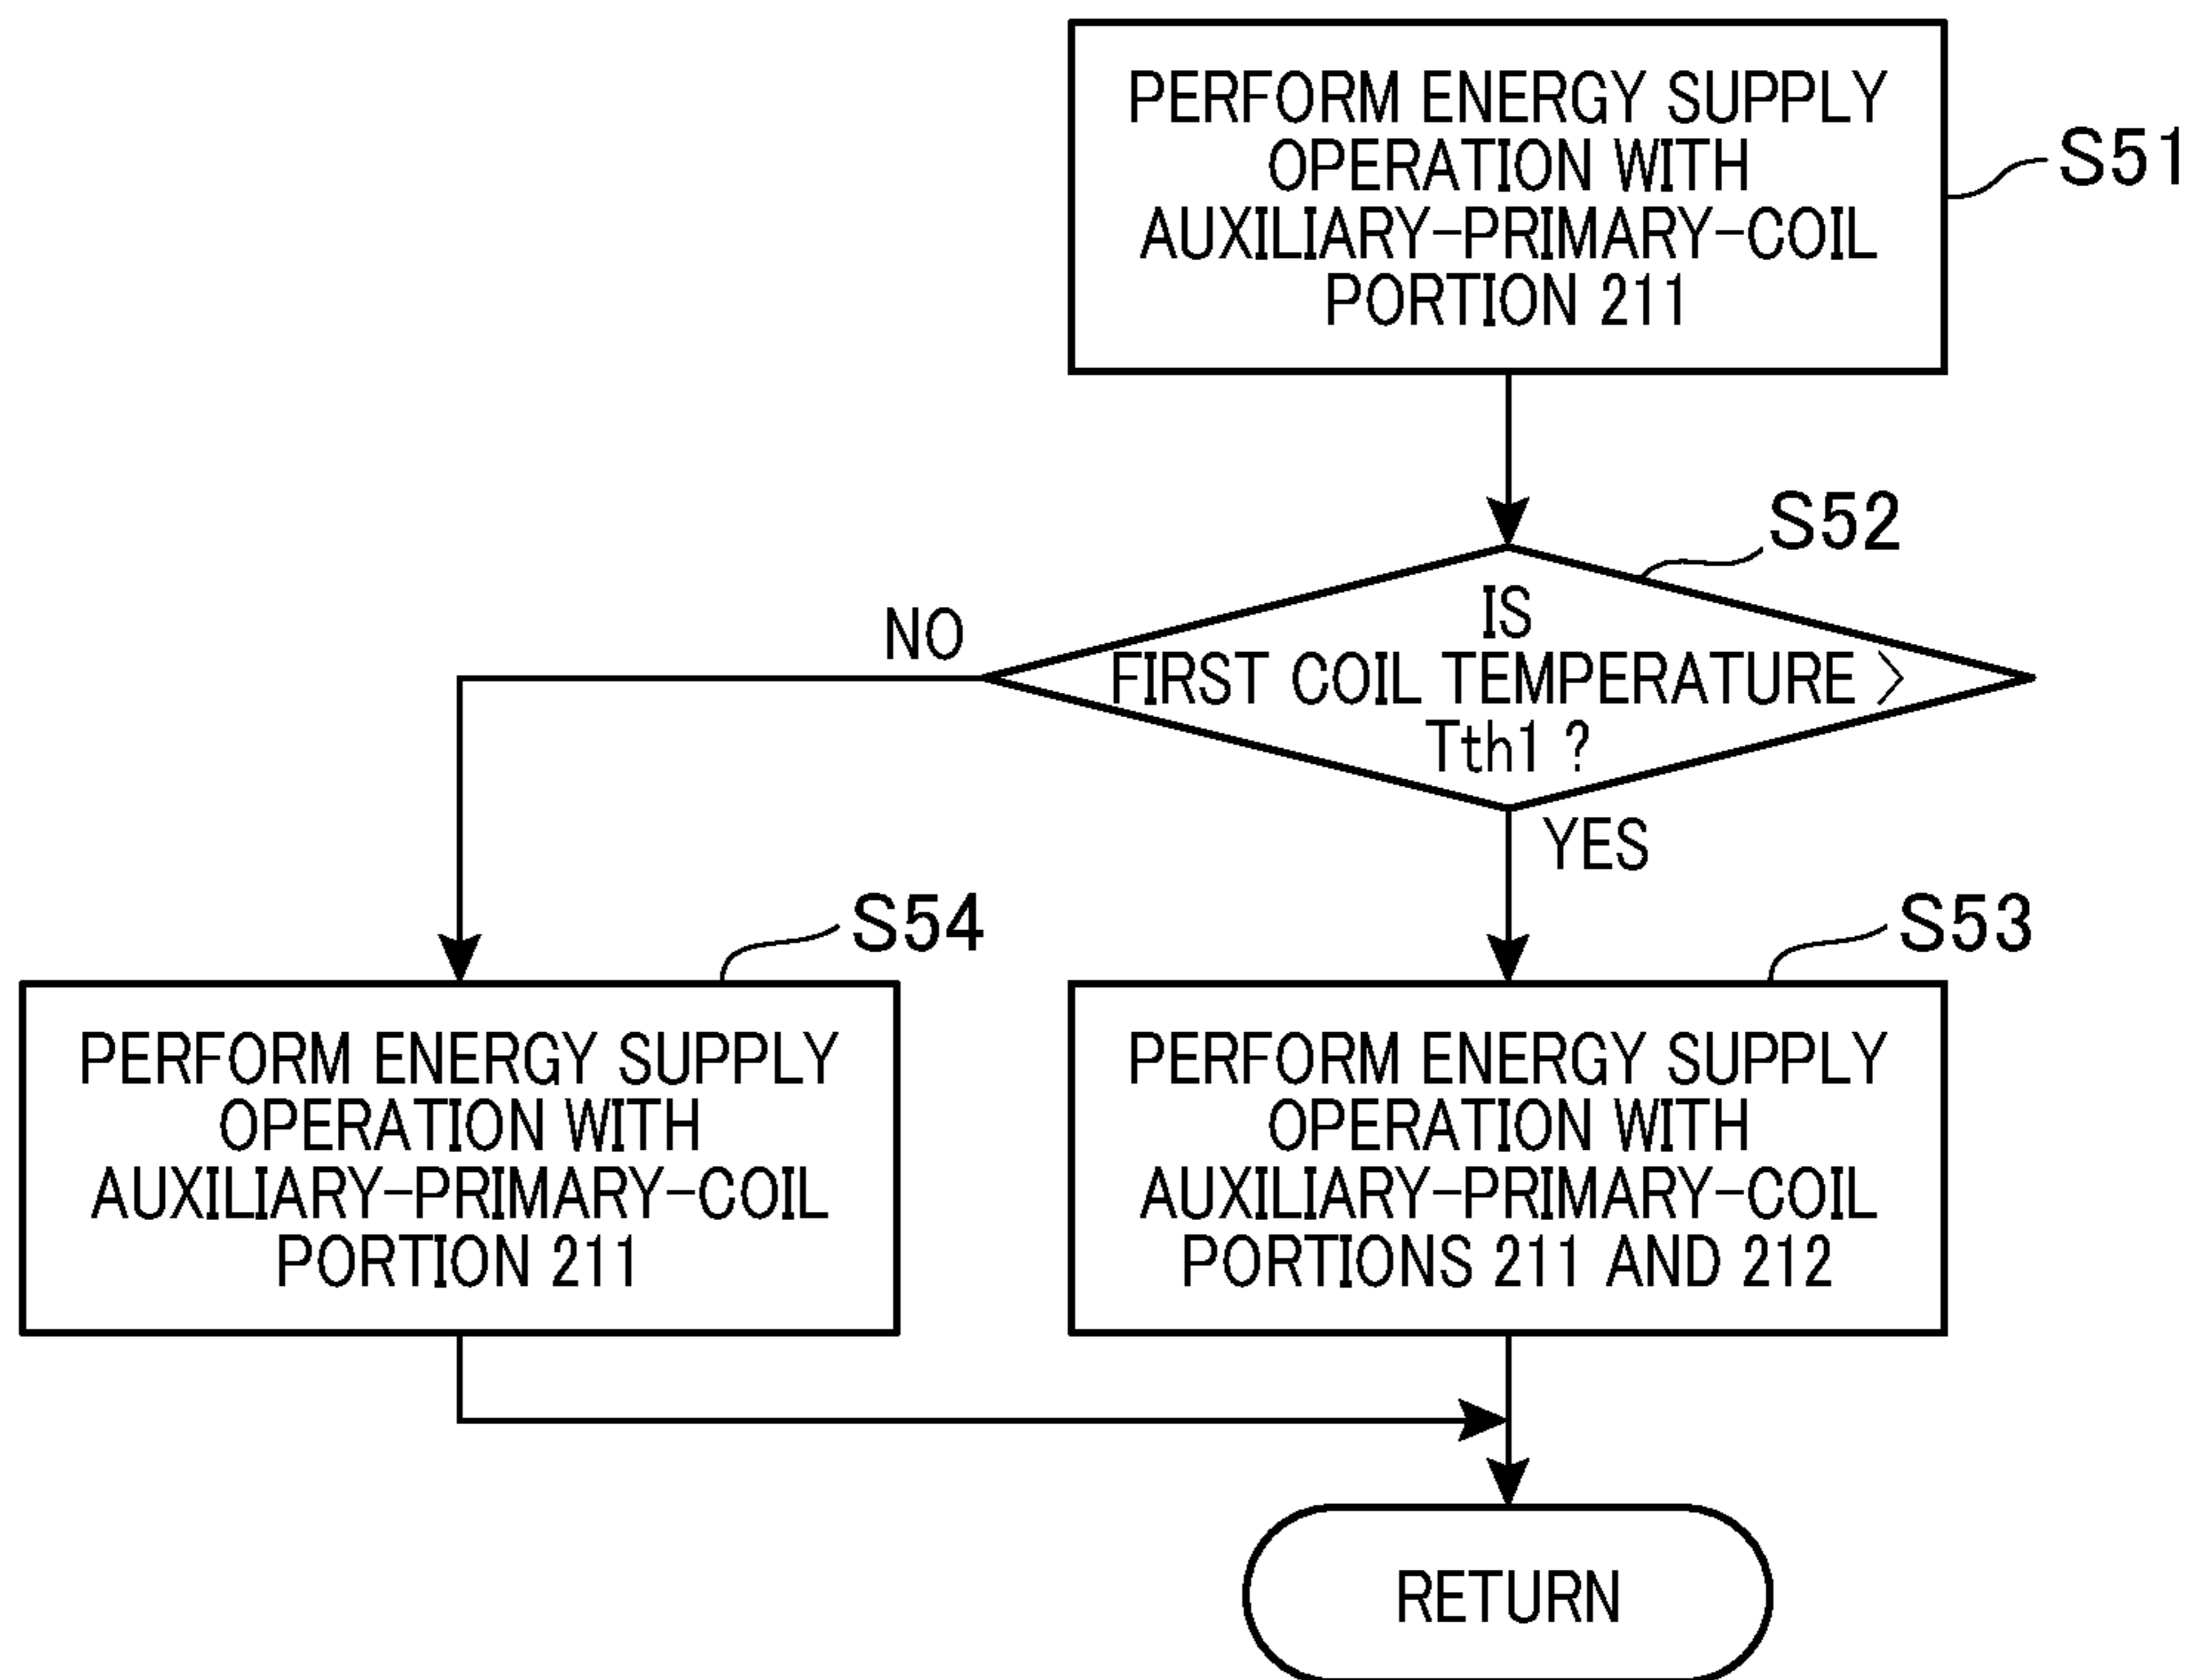 PERFORM ENERGY SUPPLY
OPERATION WITH
AUXILIARY-PRIMARY-COIL
PORTION 211
S51
S52
IS
FIRST COIL TEMPERATURE >
Tth1 ?
NO
YES
S54
S53
PERFORM ENERGY SUPPLY
OPERATION WITH
AUXILIARY-PRIMARY-COIL
PORTION 211
PERFORM ENERGY SUPPLY
OPERATION WITH
AUXILIARY-PRIMARY-COIL
PORTIONS 211 AND 212
RETURN